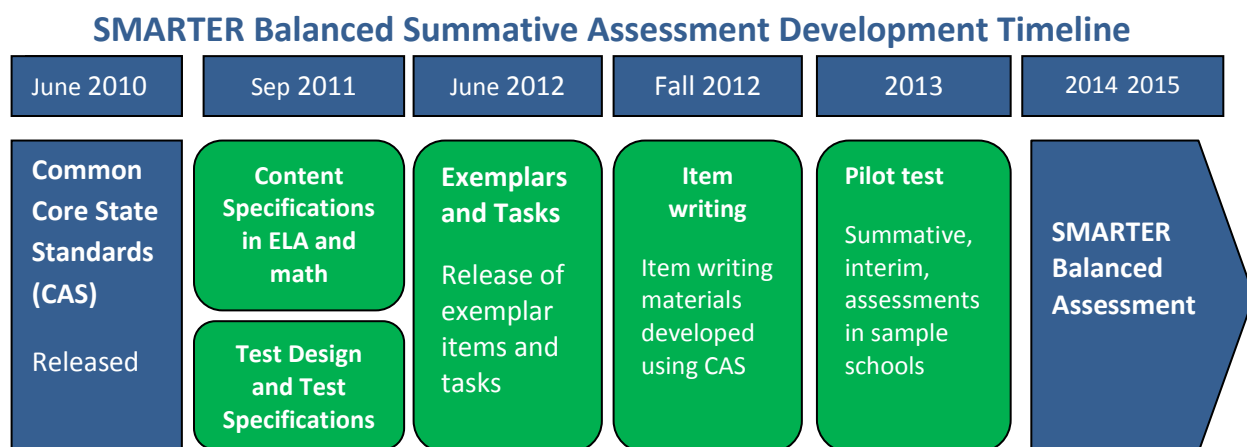 SMARTER Balanced Summative Assessment Development Timeline
June 2010
Sep 2011
June 2012
Fall 2012
2013
2014 2015
Common
Core State
Standards
(CAS)
Released
Content
Specifications
in ELA and
math
Test Design
and Test
Specifications
Exemplars
and Tasks
Release of
exemplar
items and
tasks
Item
writing
Item writing
materials
developed
using CAS
Pilot test
Summative,
interim,
assessments
in sample
schools
SMARTER
Balanced
Assessment